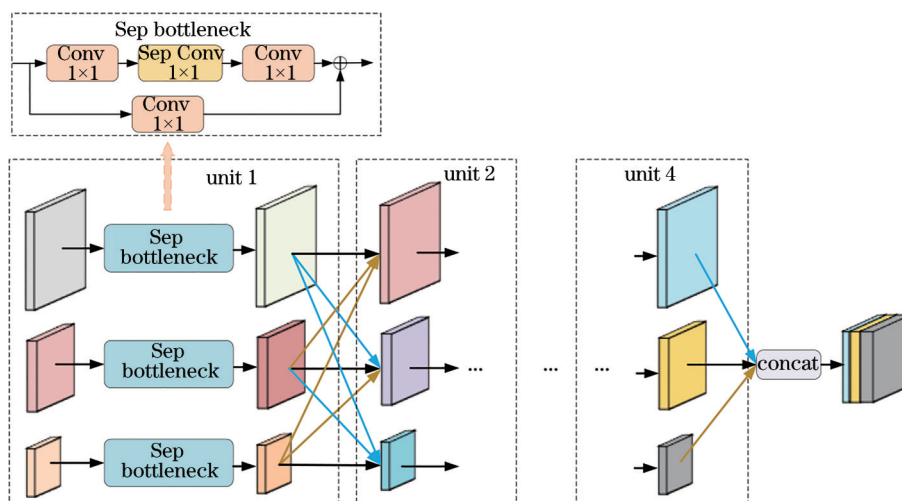 Sep bottleneck
Conv
1×1
Sep Conv
1×1
Conv
1×1
Conv
1×1
unit 1
unit 2
unit 4
Sep
bottleneck
Sep
bottleneck
...
...
...
concat
Sep
bottleneck